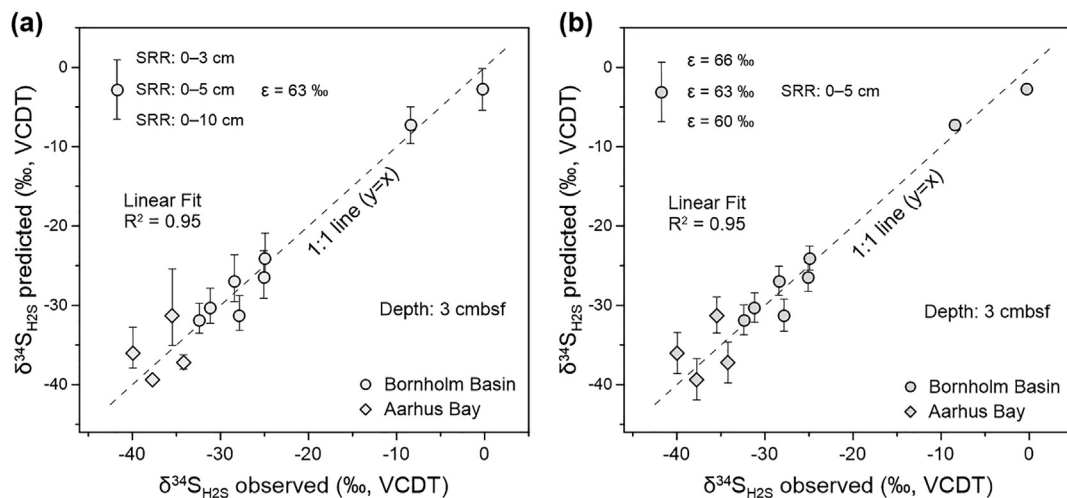 (a)
SRR: 0–3 cm
SRR: 0–5 cm ε = 63 ‰
SRR: 0–10 cm
Linear Fit
R² = 0.95
1:1 line (y=x)
Depth: 3 cmbsf
Bornholm Basin
Aarhus Bay
0
-10
-20
-30
-40
δ³⁴S_H2S predicted (‰, VCDT)
-40 -30 -20 -10 0
δ³⁴S_H2S observed (‰, VCDT)
(b)
ε = 66 ‰
ε = 63 ‰ SRR: 0–5 cm
ε = 60 ‰
Linear Fit
R² = 0.95
1:1 line (y=x)
Depth: 3 cmbsf
Bornholm Basin
Aarhus Bay
0
-10
-20
-30
-40
δ³⁴S_H2S predicted (‰, VCDT)
-40 -30 -20 -10 0
δ³⁴S_H2S observed (‰, VCDT)